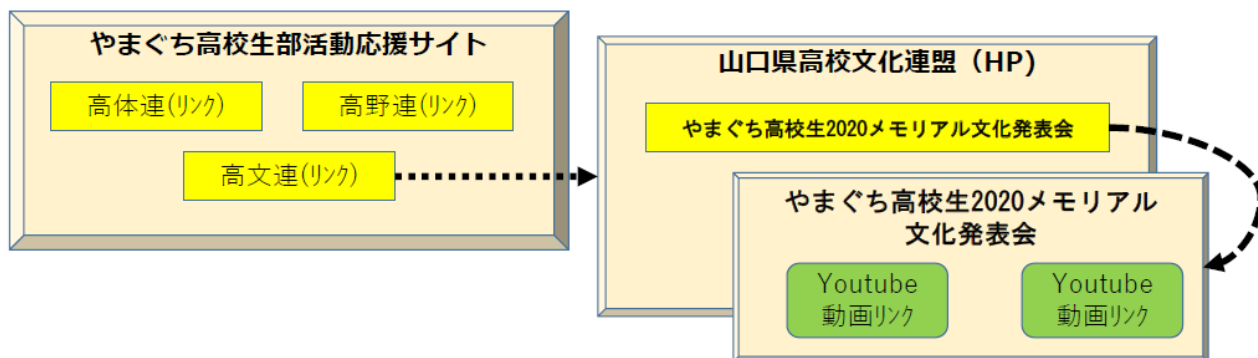 やまぐち高校生部活動応援サイト
高体連(ﾘﾝｸ)
高野連(ﾘﾝｸ)
高文連(ﾘﾝｸ)
山口県高校文化連盟（HP)
やまぐち高校生2020メモリアル文化発表会
やまぐち高校生2020メモリアル
文化発表会
Youtube
動画ﾘﾝｸ
Youtube
動画ﾘﾝｸ